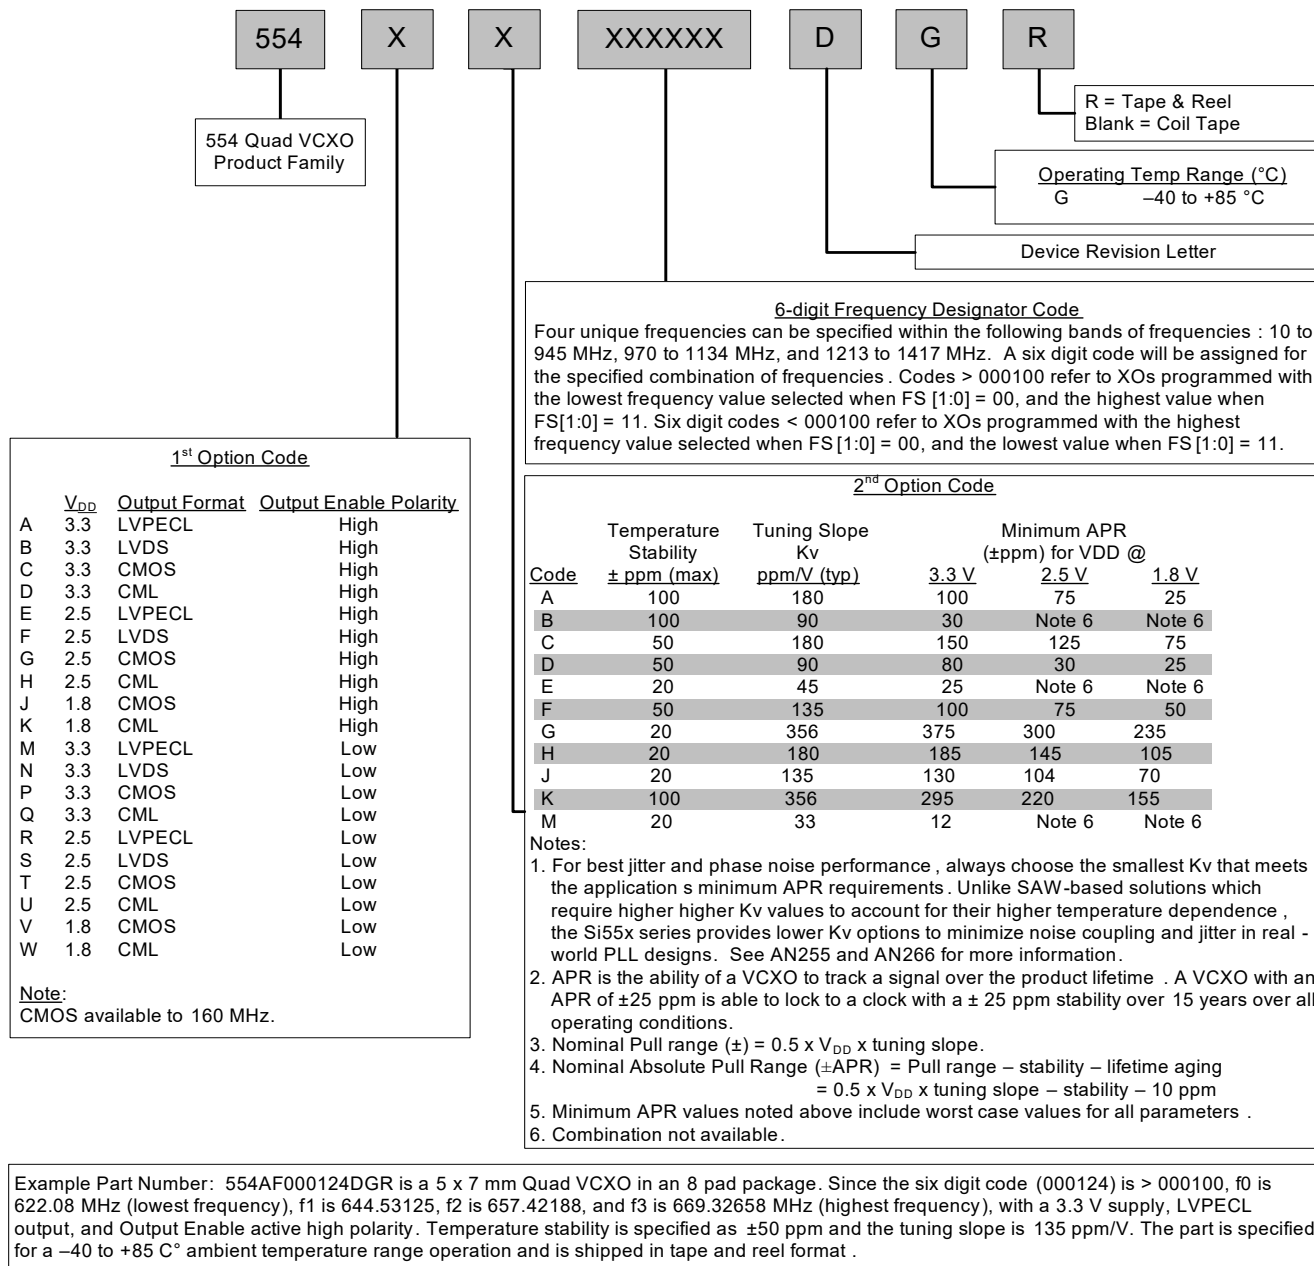 554 X X XXXXXX D G R
R = Tape & Reel
Blank = Coil Tape
554 Quad VCXO
Product Family
Operating Temp Range (°C)
G –40 to +85 °C
Device Revision Letter
6-digit Frequency Designator Code
Four unique frequencies can be specified within the following bands of frequencies : 10 to
945 MHz, 970 to 1134 MHz, and 1213 to 1417 MHz. A six digit code will be assigned for
the specified combination of frequencies . Codes > 000100 refer to XOs programmed with
the lowest frequency value selected when FS [1:0] = 00, and the highest value when
FS[1:0] = 11. Six digit codes < 000100 refer to XOs programmed with the highest
frequency value selected when FS [1:0] = 00, and the lowest value when FS [1:0] = 11.
1st Option Code
VDD Output Format Output Enable Polarity
A 3.3 LVPECL High
B 3.3 LVDS High
C 3.3 CMOS High
D 3.3 CML High
E 2.5 LVPECL High
F 2.5 LVDS High
G 2.5 CMOS High
H 2.5 CML High
J 1.8 CMOS High
K 1.8 CML High
M 3.3 LVPECL Low
N 3.3 LVDS Low
P 3.3 CMOS Low
Q 3.3 CML Low
R 2.5 LVPECL Low
S 2.5 LVDS Low
T 2.5 CMOS Low
U 2.5 CML Low
V 1.8 CMOS Low
W 1.8 CML Low
Note:
CMOS available to 160 MHz.
2nd Option Code
Temperature Tuning Slope Minimum APR
Stability Kv (±ppm) for VDD @
Code ± ppm (max) ppm/V (typ) 3.3 V 2.5 V 1.8 V
A 100 180 100 75 25
B 100 90 30 Note 6 Note 6
C 50 180 150 125 75
D 50 90 80 30 25
E 20 45 25 Note 6 Note 6
F 50 135 100 75 50
G 20 356 375 300 235
H 20 180 185 145 105
J 20 135 130 104 70
K 100 356 295 220 155
M 20 33 12 Note 6 Note 6
Notes:
1. For best jitter and phase noise performance , always choose the smallest Kv that meets
the application s minimum APR requirements . Unlike SAW-based solutions which
require higher higher Kv values to account for their higher temperature dependence ,
the Si55x series provides lower Kv options to minimize noise coupling and jitter in real -
world PLL designs. See AN255 and AN266 for more information.
2. APR is the ability of a VCXO to track a signal over the product lifetime . A VCXO with an
APR of ±25 ppm is able to lock to a clock with a ± 25 ppm stability over 15 years over all
operating conditions.
3. Nominal Pull range (±) = 0.5 x VDD x tuning slope.
4. Nominal Absolute Pull Range (±APR) = Pull range – stability – lifetime aging
= 0.5 x VDD x tuning slope – stability – 10 ppm
5. Minimum APR values noted above include worst case values for all parameters .
6. Combination not available.
Example Part Number: 554AF000124DGR is a 5 x 7 mm Quad VCXO in an 8 pad package. Since the six digit code (000124) is > 000100, f0 is
622.08 MHz (lowest frequency), f1 is 644.53125, f2 is 657.42188, and f3 is 669.32658 MHz (highest frequency), with a 3.3 V supply, LVPECL
output, and Output Enable active high polarity. Temperature stability is specified as ±50 ppm and the tuning slope is 135 ppm/V. The part is specified
for a –40 to +85 C° ambient temperature range operation and is shipped in tape and reel format .